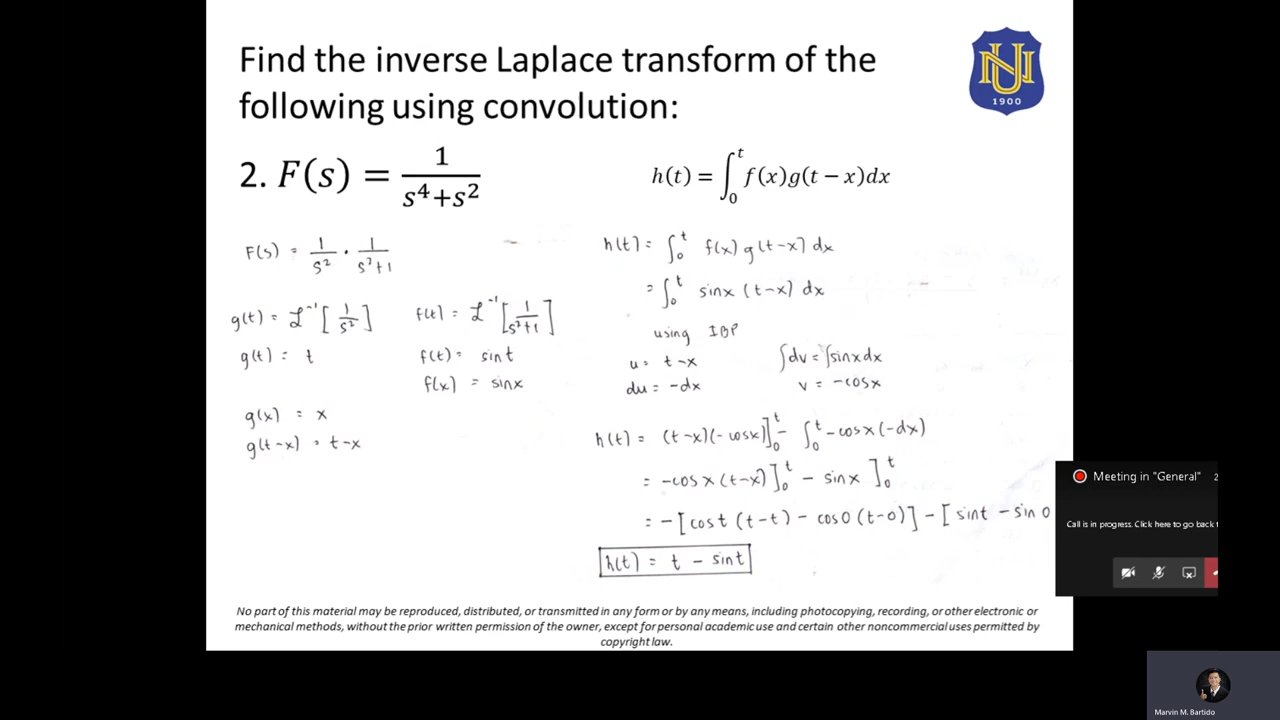 Find the inverse Laplace transform of the
following using convolution:
NU
1900
2. F(s) = 1/(s⁴+s²)
h(t) = ∫₀ᵗ f(x)g(t − x)dx
F(s) = 1/s² · 1/(s²+1)
g(t) = ℒ⁻¹[1/s²]
f(t) = ℒ⁻¹[1/(s²+1)]
g(t) = t
f(t) = sint
f(x) = sinx
g(x) = x
g(t-x) = t-x
h(t) = ∫₀ᵗ f(x) g(t-x) dx
= ∫₀ᵗ sinx (t-x) dx
using IBP
u = t-x
∫dv = ∫sinxdx
du = -dx
v = -cosx
h(t) = (t-x)(-cosx)]₀ᵗ - ∫₀ᵗ -cosx(-dx)
= -cosx(t-x)]₀ᵗ - sinx]₀ᵗ
= -[cost(t-t) - cos0(t-0)] - [sint - sin0
h(t) = t - sint
No part of this material may be reproduced, distributed, or transmitted in any form or by any means, including photocopying, recording, or other electronic or
mechanical methods, without the prior written permission of the owner, except for personal academic use and certain other noncommercial uses permitted by
copyright law.
Meeting in "General" 2
Call is in progress. Click here to go back t
Marvin M. Bartido